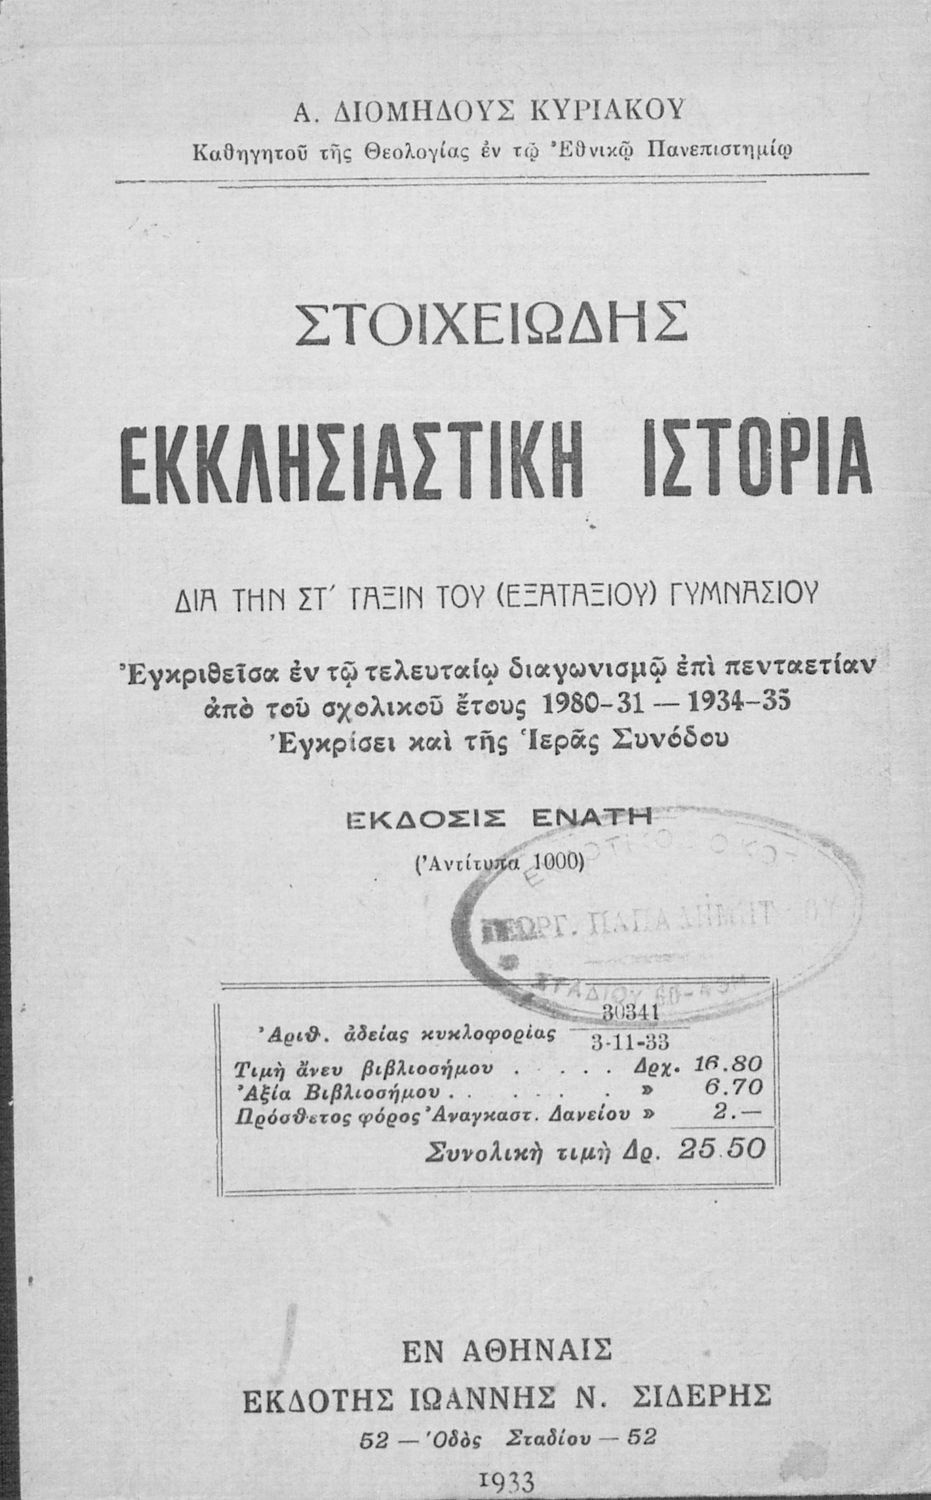 Α. ΔΙΟΜΗΔΟΥΣ ΚΥΡΙΑΚΟΥ
Καθηγητοῦ τῆς Θεολογίας ἐν τῷ Ἐθνικῷ Πανεπιστημίῳ
ΣΤΟΙΧΕΙΩΔΗΣ
ΕΚΚΛΗΣΙΑΣΤΙΚΗ ΙΣΤΟΡΙΑ
ΔΙΑ ΤΗΝ ΣΤ΄ ΤΑΞΙΝ ΤΟΥ (ΕΞΑΤΑΞΙΟΥ) ΓΥΜΝΑΣΙΟΥ
Ἐγκριθεῖσα ἐν τῷ τελευταίῳ διαγωνισμῷ ἐπὶ πενταετίαν
ἀπὸ τοῦ σχολικοῦ ἔτους 1980-31 — 1934-35
Ἐγκρίσει καὶ τῆς Ἱερᾶς Συνόδου
ΕΚΔΟΣΙΣ ΕΝΑΤΗ
(Ἀντίτυπα 1000)
ΓΕΩΡΓ. ΠΑΠΑΔΗΜΗΤ
ΣΤΑΔΙΟΥ
Ἀριθ. ἀδείας κυκλοφορίας 30341
3-11-33
Τιμὴ ἄνευ βιβλιοσήμου . . . . . Δρχ. 16.80
Ἀξία Βιβλιοσήμου . . . . . . » 6.70
Πρόσθετος φόρος Ἀναγκαστ. Δανείου » 2.—
Συνολικὴ τιμὴ Δρ. 25.50
ΕΝ ΑΘΗΝΑΙΣ
ΕΚΔΟΤΗΣ ΙΩΑΝΝΗΣ Ν. ΣΙΔΕΡΗΣ
52 — Ὁδὸς Σταδίου — 52
1933